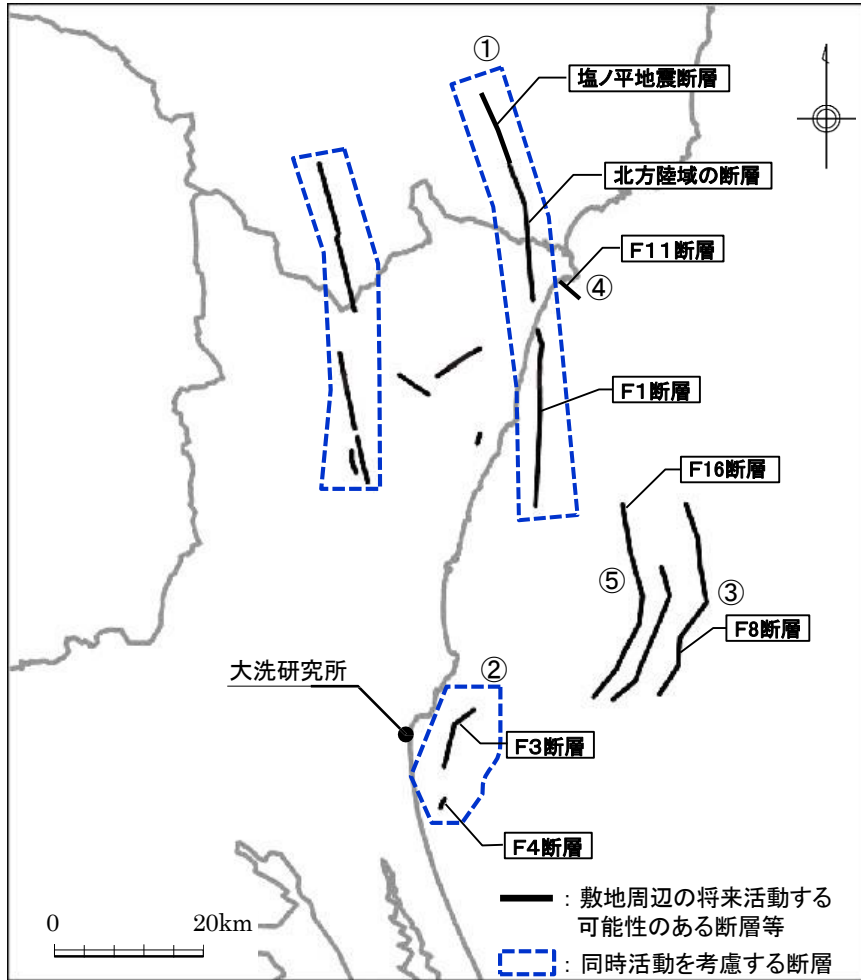 ①
塩ノ平地震断層
北方陸域の断層
F11断層
④
F1断層
F16断層
⑤
③
F8断層
大洗研究所
②
F3断層
F4断層
0 20km
：敷地周辺の将来活動する
可能性のある断層等
：同時活動を考慮する断層